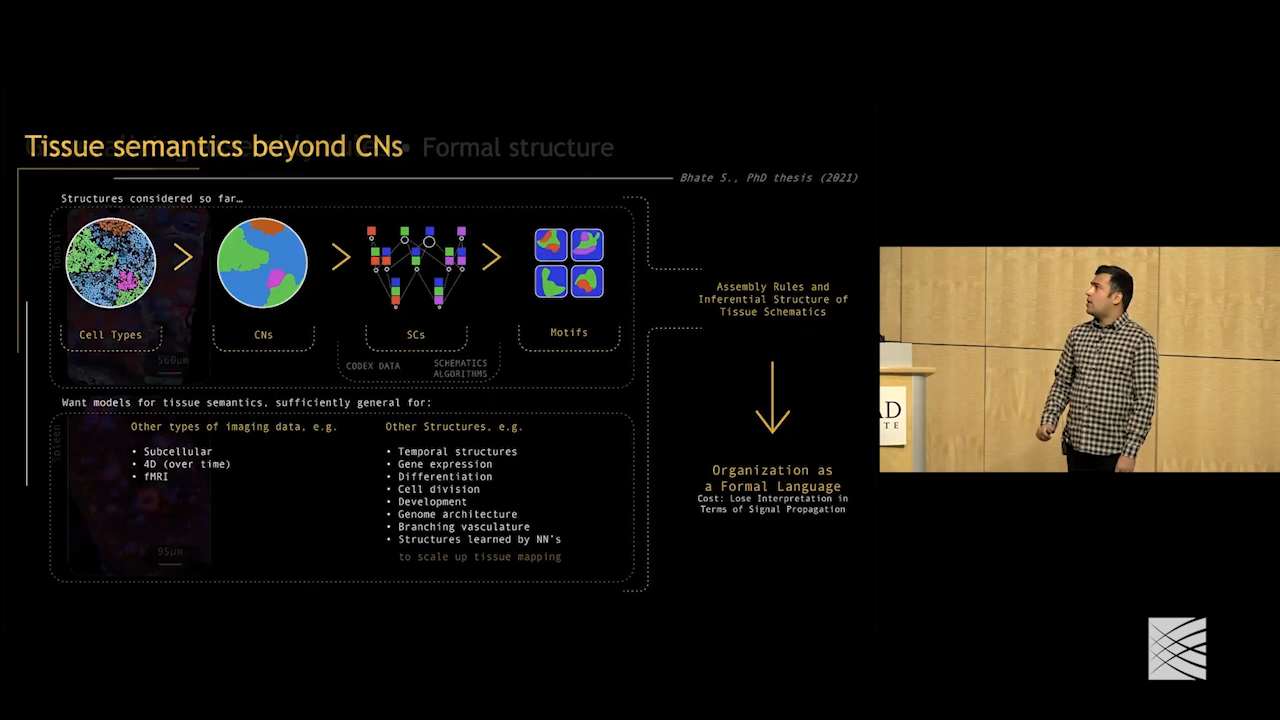 Tissue semantics beyond CNs
Formal structure
Bhate S., PhD thesis (2021)
Structures considered so far…
Cell Types
CNs
SCs
Motifs
568µm
CODEX DATA
SCHEMATICS
ALGORITHMS
Assembly Rules and
Inferential Structure of
Tissue Schematics
Want models for tissue semantics, sufficiently general for:
Other types of imaging data, e.g.
• Subcellular
• 4D (over time)
• fMRI
Other Structures, e.g.
• Temporal structures
• Gene expression
• Differentiation
• Cell division
• Development
• Genome architecture
• Branching vasculature
• Structures learned by NN's
to scale up tissue mapping
95µm
Organization as
a Formal Language
Cost: Lose Interpretation in
Terms of Signal Propagation
AD
TE